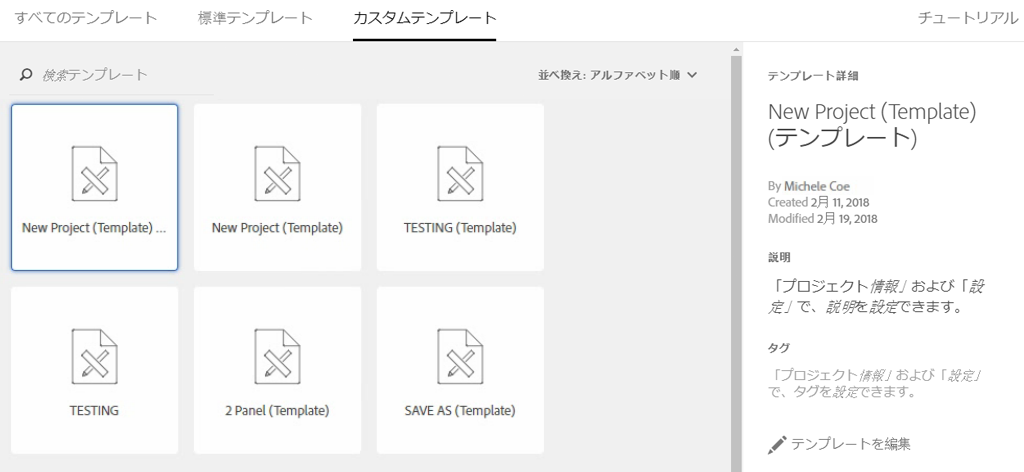 すべてのテンプレート
標準テンプレート
カスタムテンプレート
チュートリアル
検索テンプレート
並べ換え: アルファベット順
New Project (Template) ...
New Project (Template)
TESTING (Template)
TESTING
2 Panel (Template)
SAVE AS (Template)
テンプレート詳細
New Project (Template)
(テンプレート)
By Michele Coe
Created 2月 11, 2018
Modified 2月 19, 2018
説明
「プロジェクト情報」および「設
定」で、説明を設定できます。
タグ
「プロジェクト情報」および「設定」
で、タグを設定できます。
テンプレートを編集